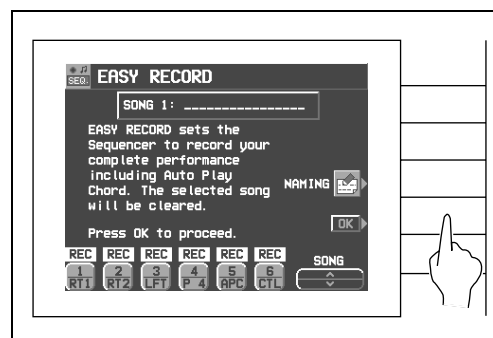 SEQ. EASY RECORD
SONG 1: ________________
EASY RECORD sets the
Sequencer to record your
complete performance
including Auto Play
Chord. The selected song
will be cleared.
NAMING
OK
Press OK to proceed.
REC REC REC REC REC REC SONG
1 2 3 4 5 6
RT1 RT2 LFT P 4 APC CTL